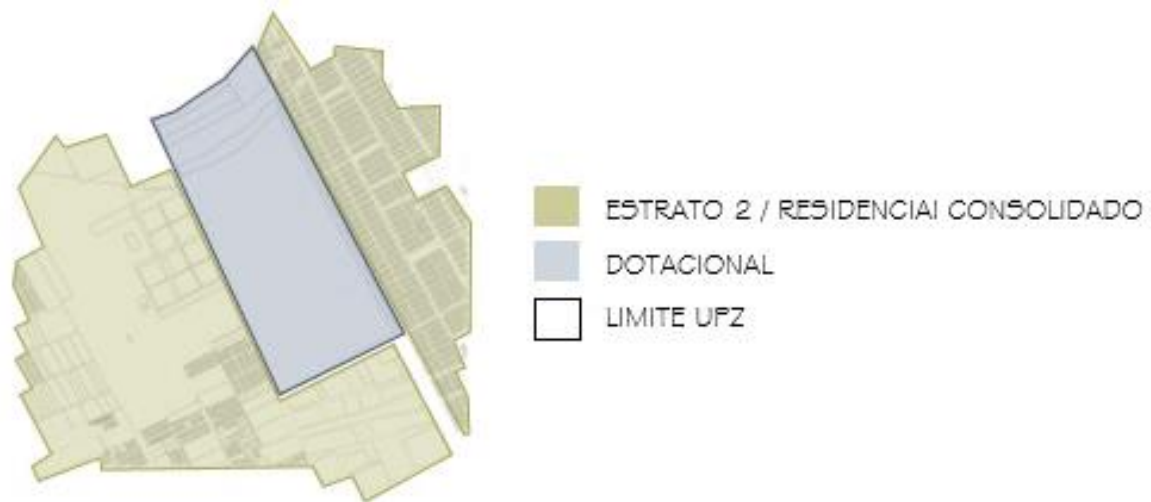 ESTRATO 2 / RESIDENCIAl CONSOLIDADO
DOTACIONAL
LIMITE UPZ